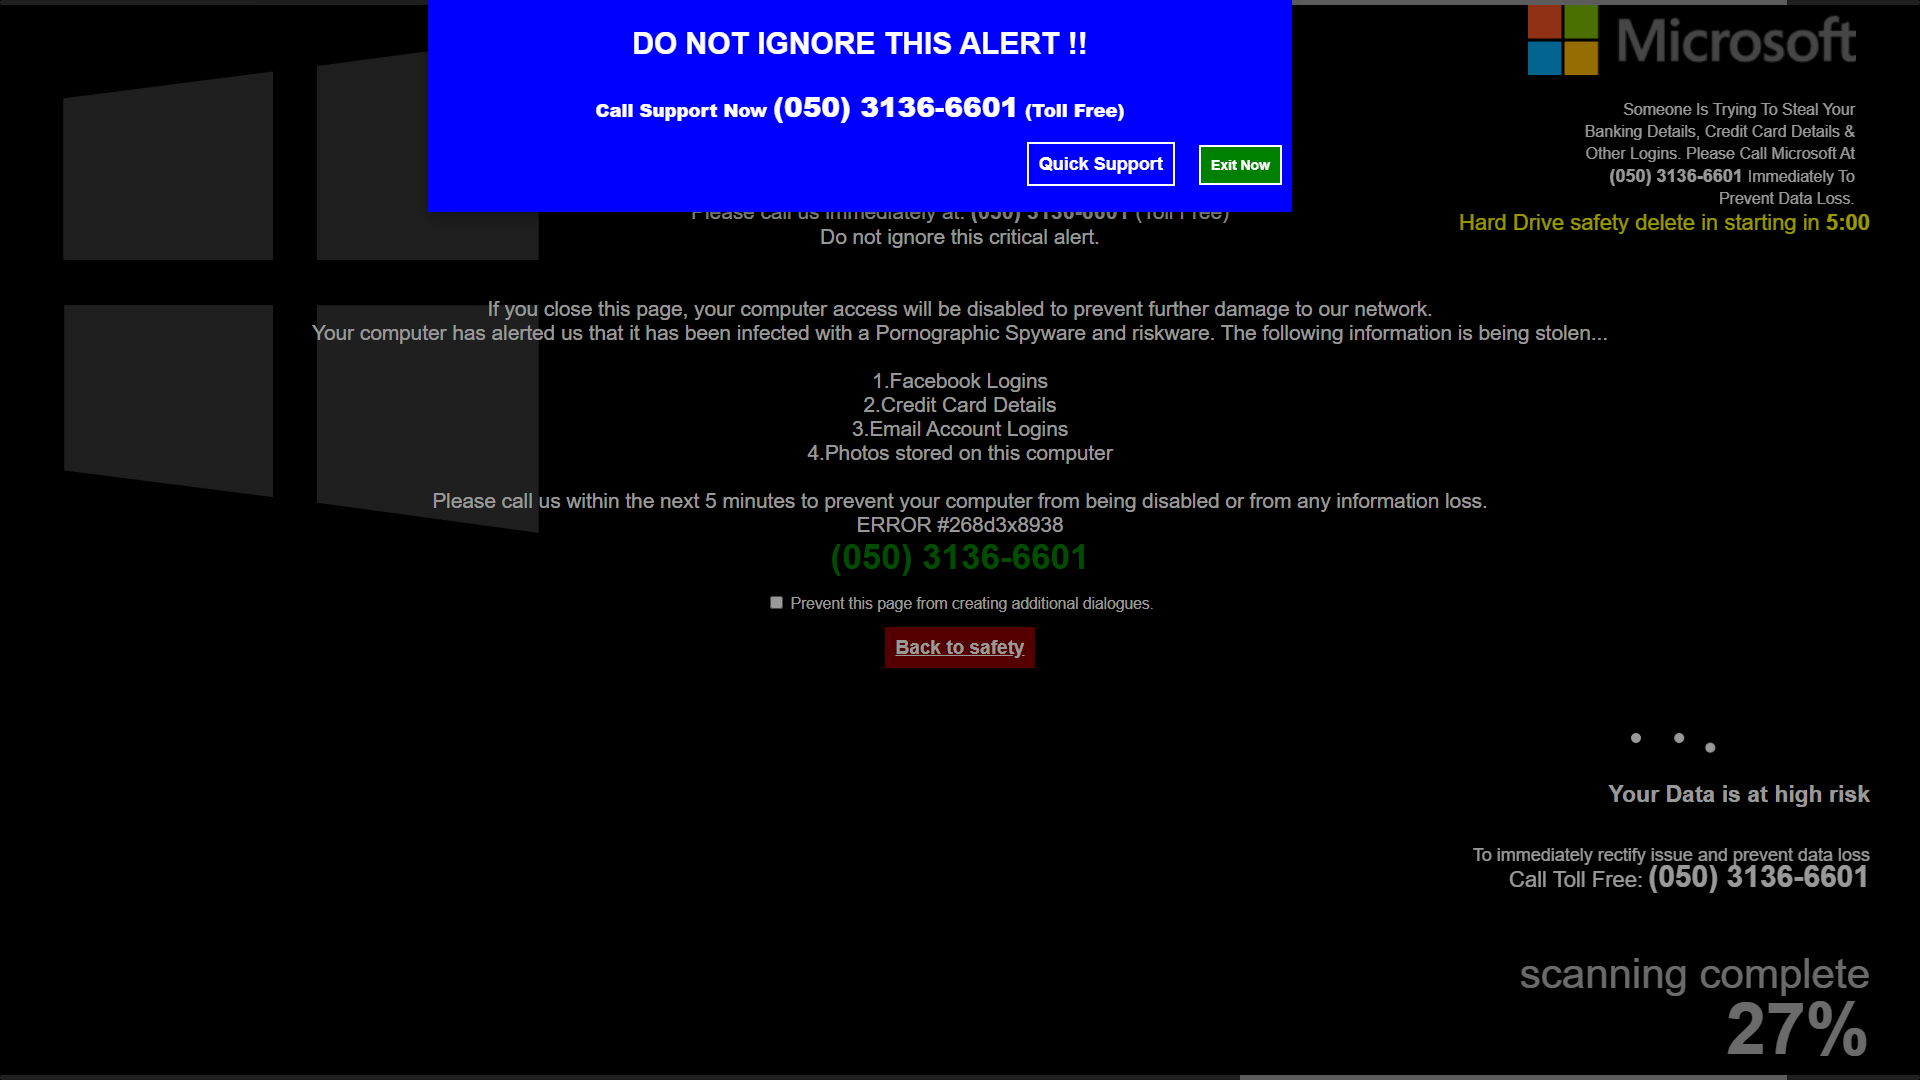 DO NOT IGNORE THIS ALERT !!
Call Support Now (050) 3136-6601 (Toll Free)
Quick Support
Exit Now
Microsoft
Someone Is Trying To Steal Your
Banking Details, Credit Card Details &
Other Logins. Please Call Microsoft At
(050) 3136-6601 Immediately To
Prevent Data Loss.
Hard Drive safety delete in starting in 5:00
Please call us immediately at: (050) 3136-6601 (Toll Free)
Do not ignore this critical alert.
If you close this page, your computer access will be disabled to prevent further damage to our network.
Your computer has alerted us that it has been infected with a Pornographic Spyware and riskware. The following information is being stolen...
1.Facebook Logins
2.Credit Card Details
3.Email Account Logins
4.Photos stored on this computer
Please call us within the next 5 minutes to prevent your computer from being disabled or from any information loss.
ERROR #268d3x8938
(050) 3136-6601
Prevent this page from creating additional dialogues.
Back to safety
Your Data is at high risk
To immediately rectify issue and prevent data loss
Call Toll Free: (050) 3136-6601
scanning complete
27%